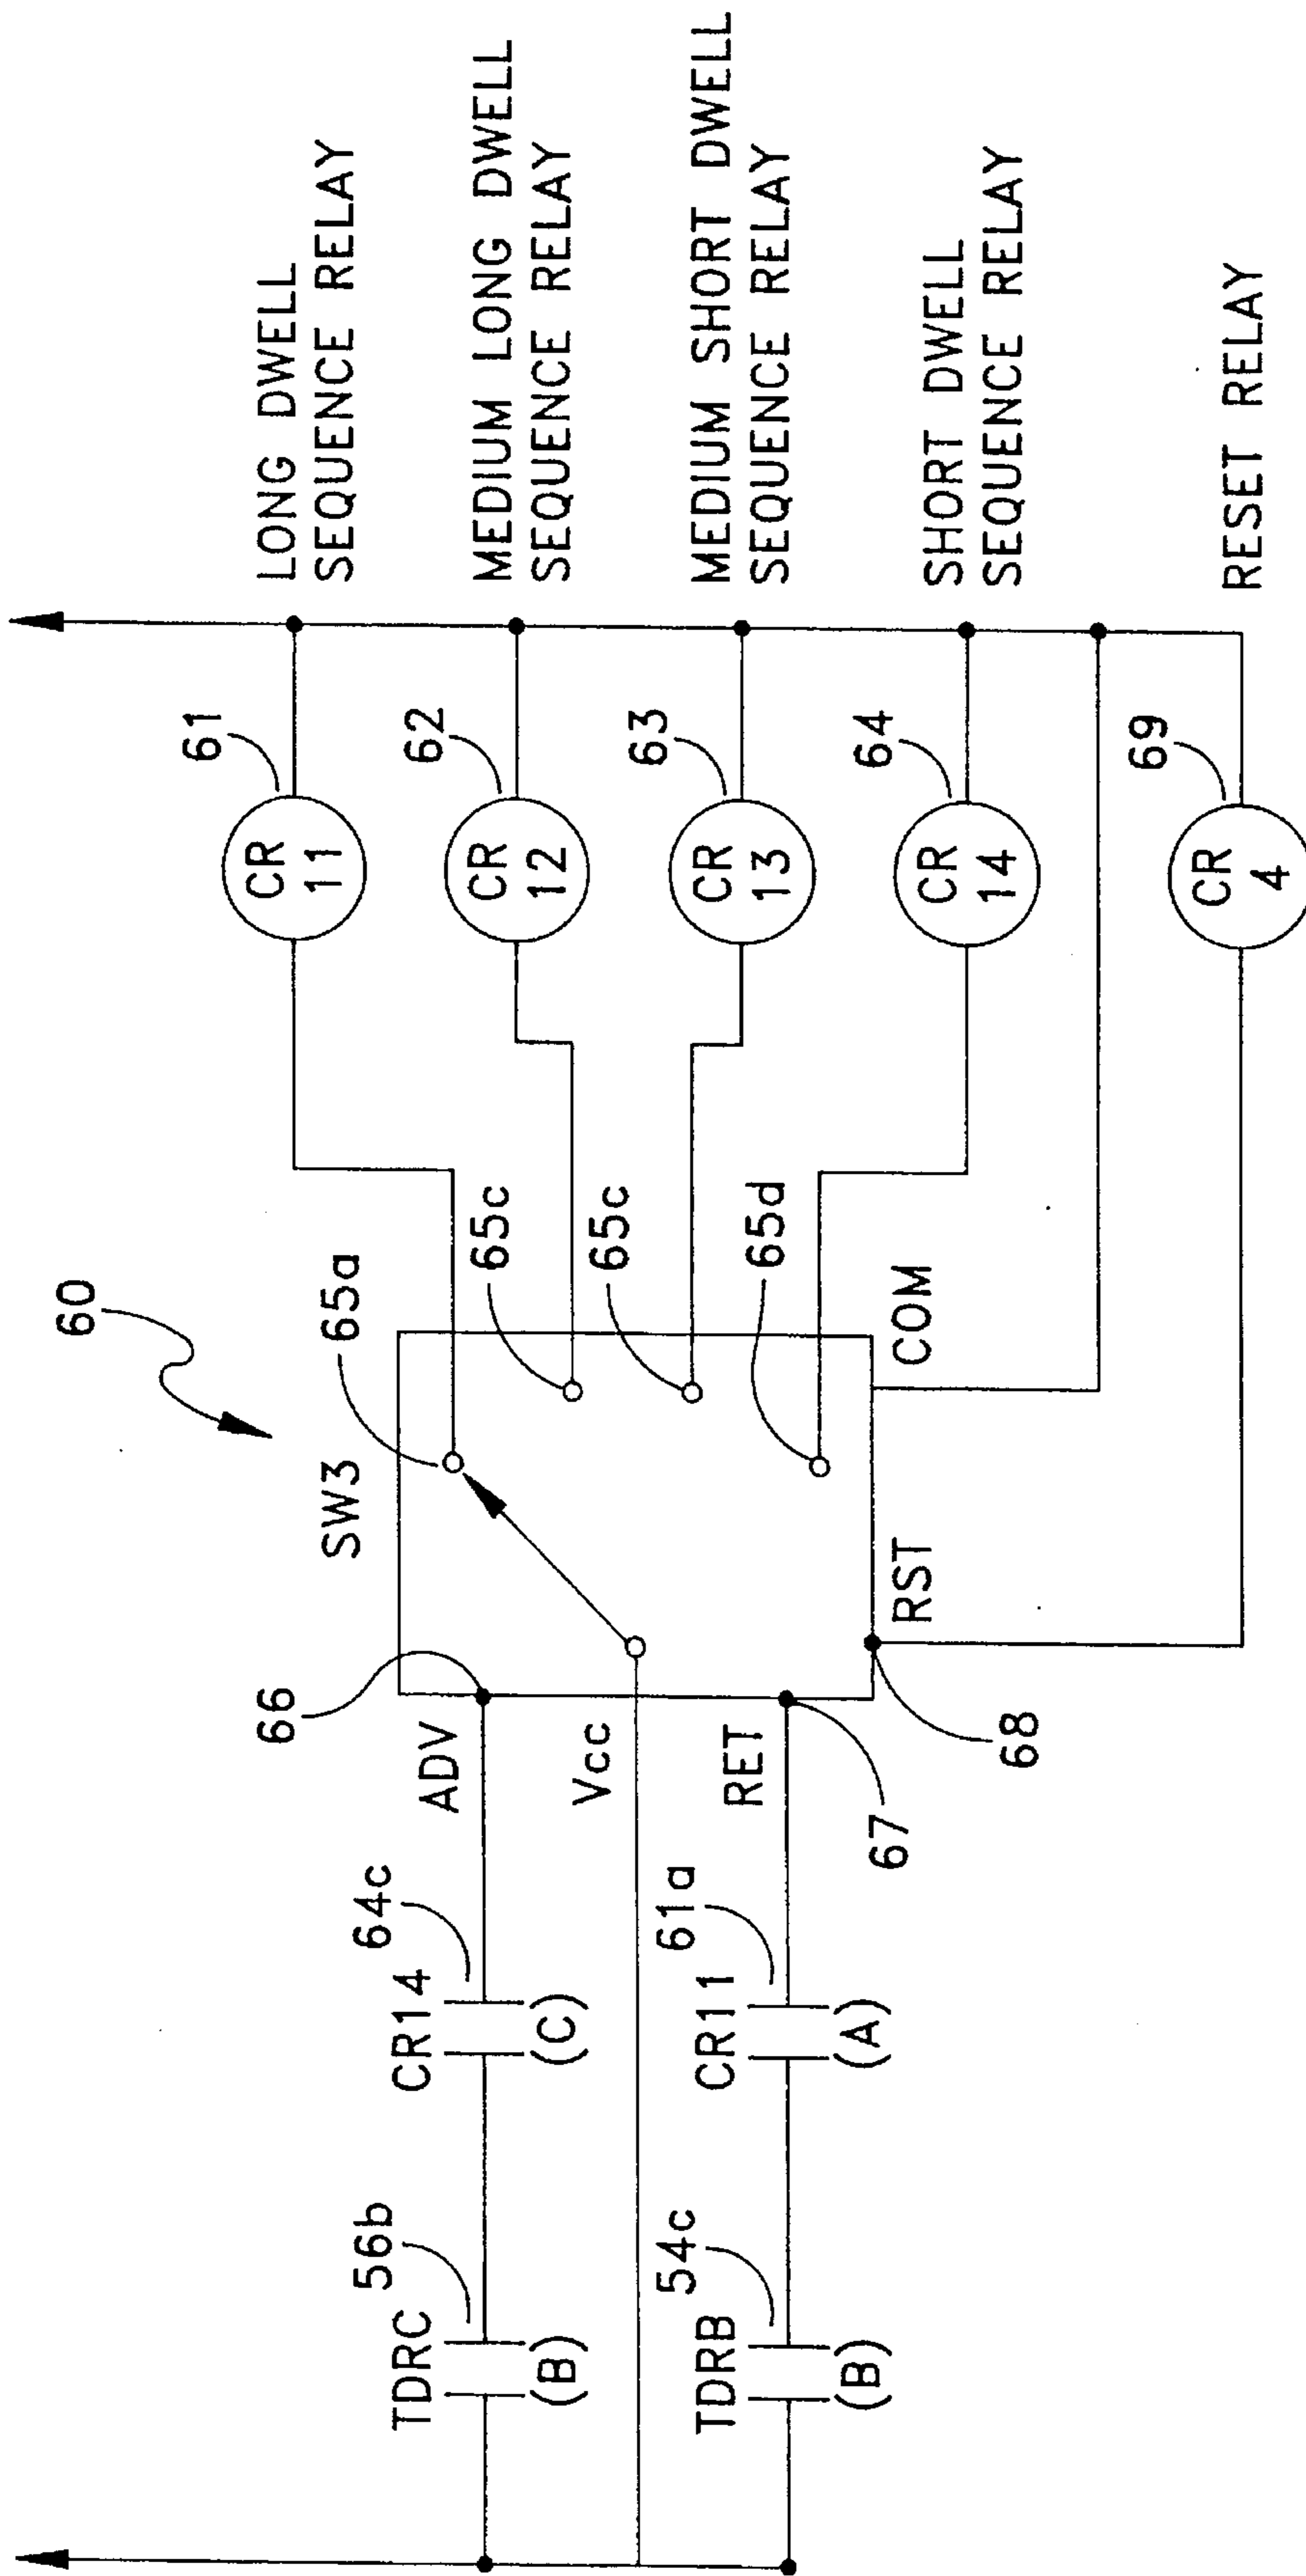 60
SW3
65a
65c
65c
65d
COM
RST
66
ADV
Vcc
RET
67
68
TDRC
56b
(B)
CR14
64c
(C)
TDRB
54c
(B)
CR11
61a
(A)
61
CR
11
LONG DWELL
SEQUENCE RELAY
62
CR
12
MEDIUM LONG DWELL
SEQUENCE RELAY
63
CR
13
MEDIUM SHORT DWELL
SEQUENCE RELAY
64
CR
14
SHORT DWELL
SEQUENCE RELAY
69
CR
4
RESET RELAY